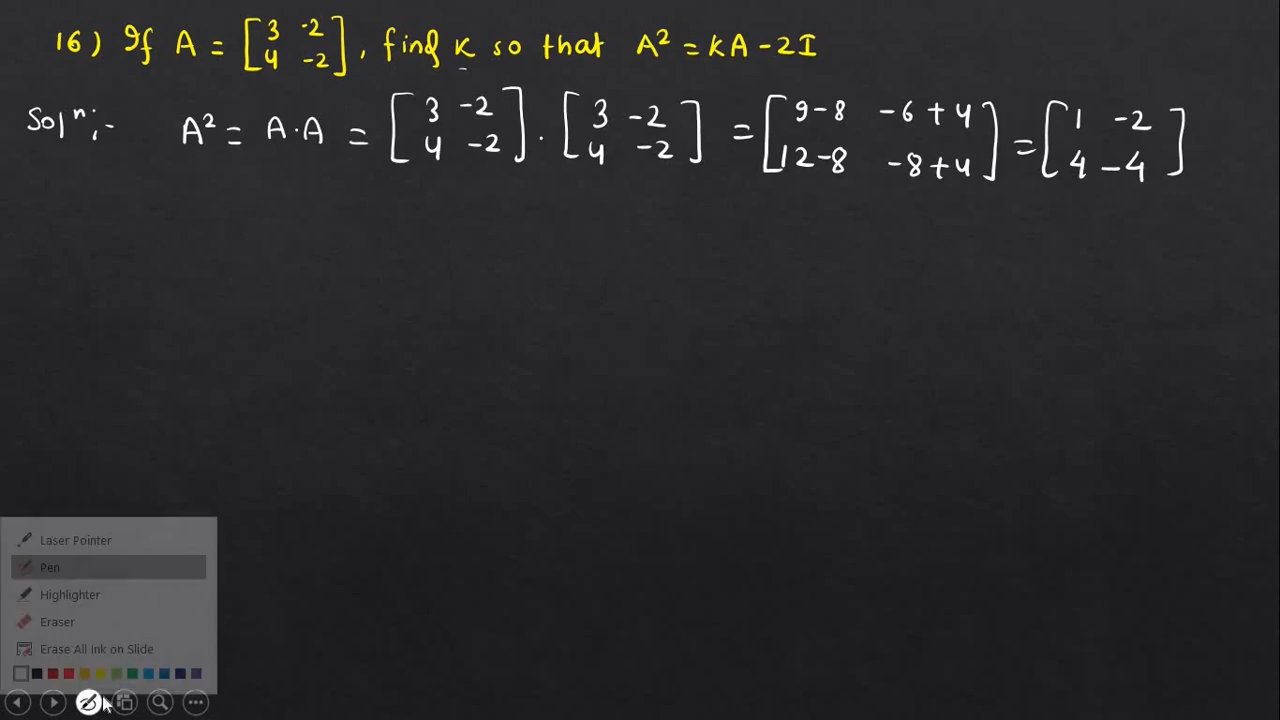 16) If A = [3 -2; 4 -2], find K so that A² = KA - 2I
Solⁿ:- A² = A·A = [3 -2; 4 -2] · [3 -2; 4 -2] = [9-8 -6+4; 12-8 -8+4] = [1 -2; 4 -4]
Laser Pointer
Pen
Highlighter
Eraser
Erase All Ink on Slide